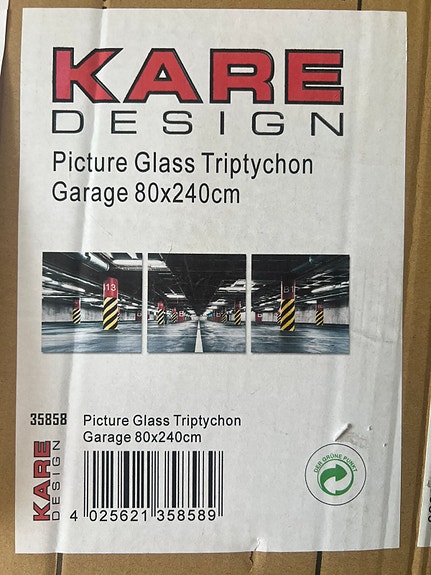 KARE
DESIGN
Picture Glass Triptychon
Garage 80x240cm
35858
Picture Glass Triptychon
Garage 80x240cm
KARE
DESIGN
4 025621 358589
DER GRÜNE PUNKT